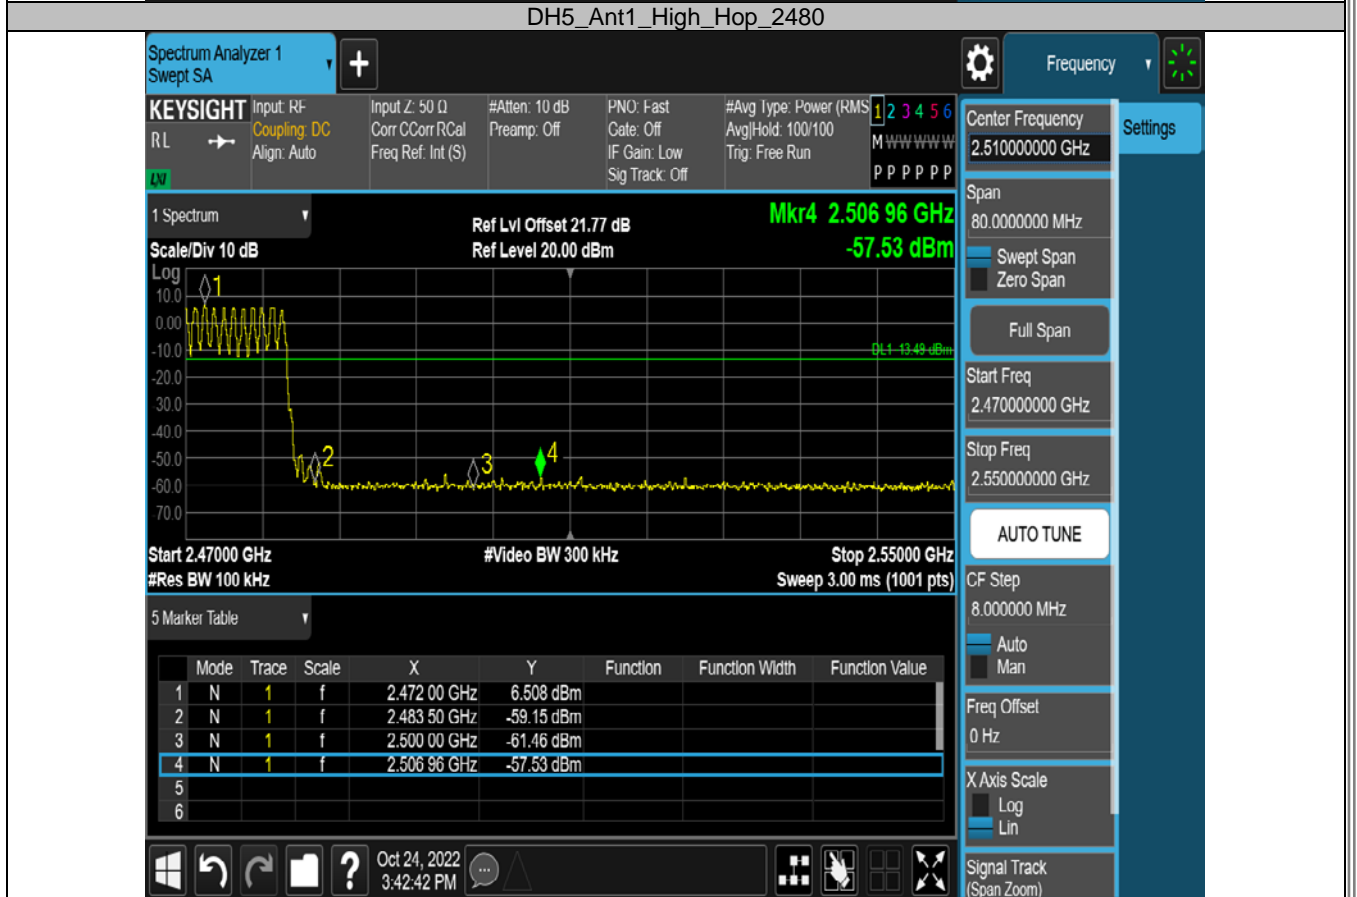 DH5_Ant1_High_Hop_2480
Spectrum Analyzer 1
Swept SA
Frequency
KEYSIGHT
RL
LXI
Input: RF
Coupling: DC
Align: Auto
Input Z: 50 Ω
Corr CCorr RCal
Freq Ref: Int (S)
#Atten: 10 dB
Preamp: Off
PNO: Fast
Gate: Off
IF Gain: Low
Sig Track: Off
#Avg Type: Power (RMS
Avg|Hold: 100/100
Trig: Free Run
1 2 3 4 5 6
M W W W W W
P P P P P P
1 Spectrum
Scale/Div 10 dB
Ref Lvl Offset 21.77 dB
Ref Level 20.00 dBm
Mkr4 2.506 96 GHz
-57.53 dBm
Log
10.0
0.00
-10.0
-20.0
30.0
-40.0
-50.0
-60.0
70.0
1
2
3
4
DL1 -13.49 dBm
Start 2.47000 GHz
#Res BW 100 kHz
#Video BW 300 kHz
Stop 2.55000 GHz
Sweep 3.00 ms (1001 pts)
5 Marker Table
Mode Trace Scale X Y Function Function Width Function Value
1 N 1 f 2.472 00 GHz 6.508 dBm
2 N 1 f 2.483 50 GHz -59.15 dBm
3 N 1 f 2.500 00 GHz -61.46 dBm
4 N 1 f 2.506 96 GHz -57.53 dBm
5
6
?
Oct 24, 2022
3:42:42 PM
Center Frequency
2.510000000 GHz
Settings
Span
80.0000000 MHz
Swept Span
Zero Span
Full Span
Start Freq
2.470000000 GHz
Stop Freq
2.550000000 GHz
AUTO TUNE
CF Step
8.000000 MHz
Auto
Man
Freq Offset
0 Hz
X Axis Scale
Log
Lin
Signal Track
(Span Zoom)